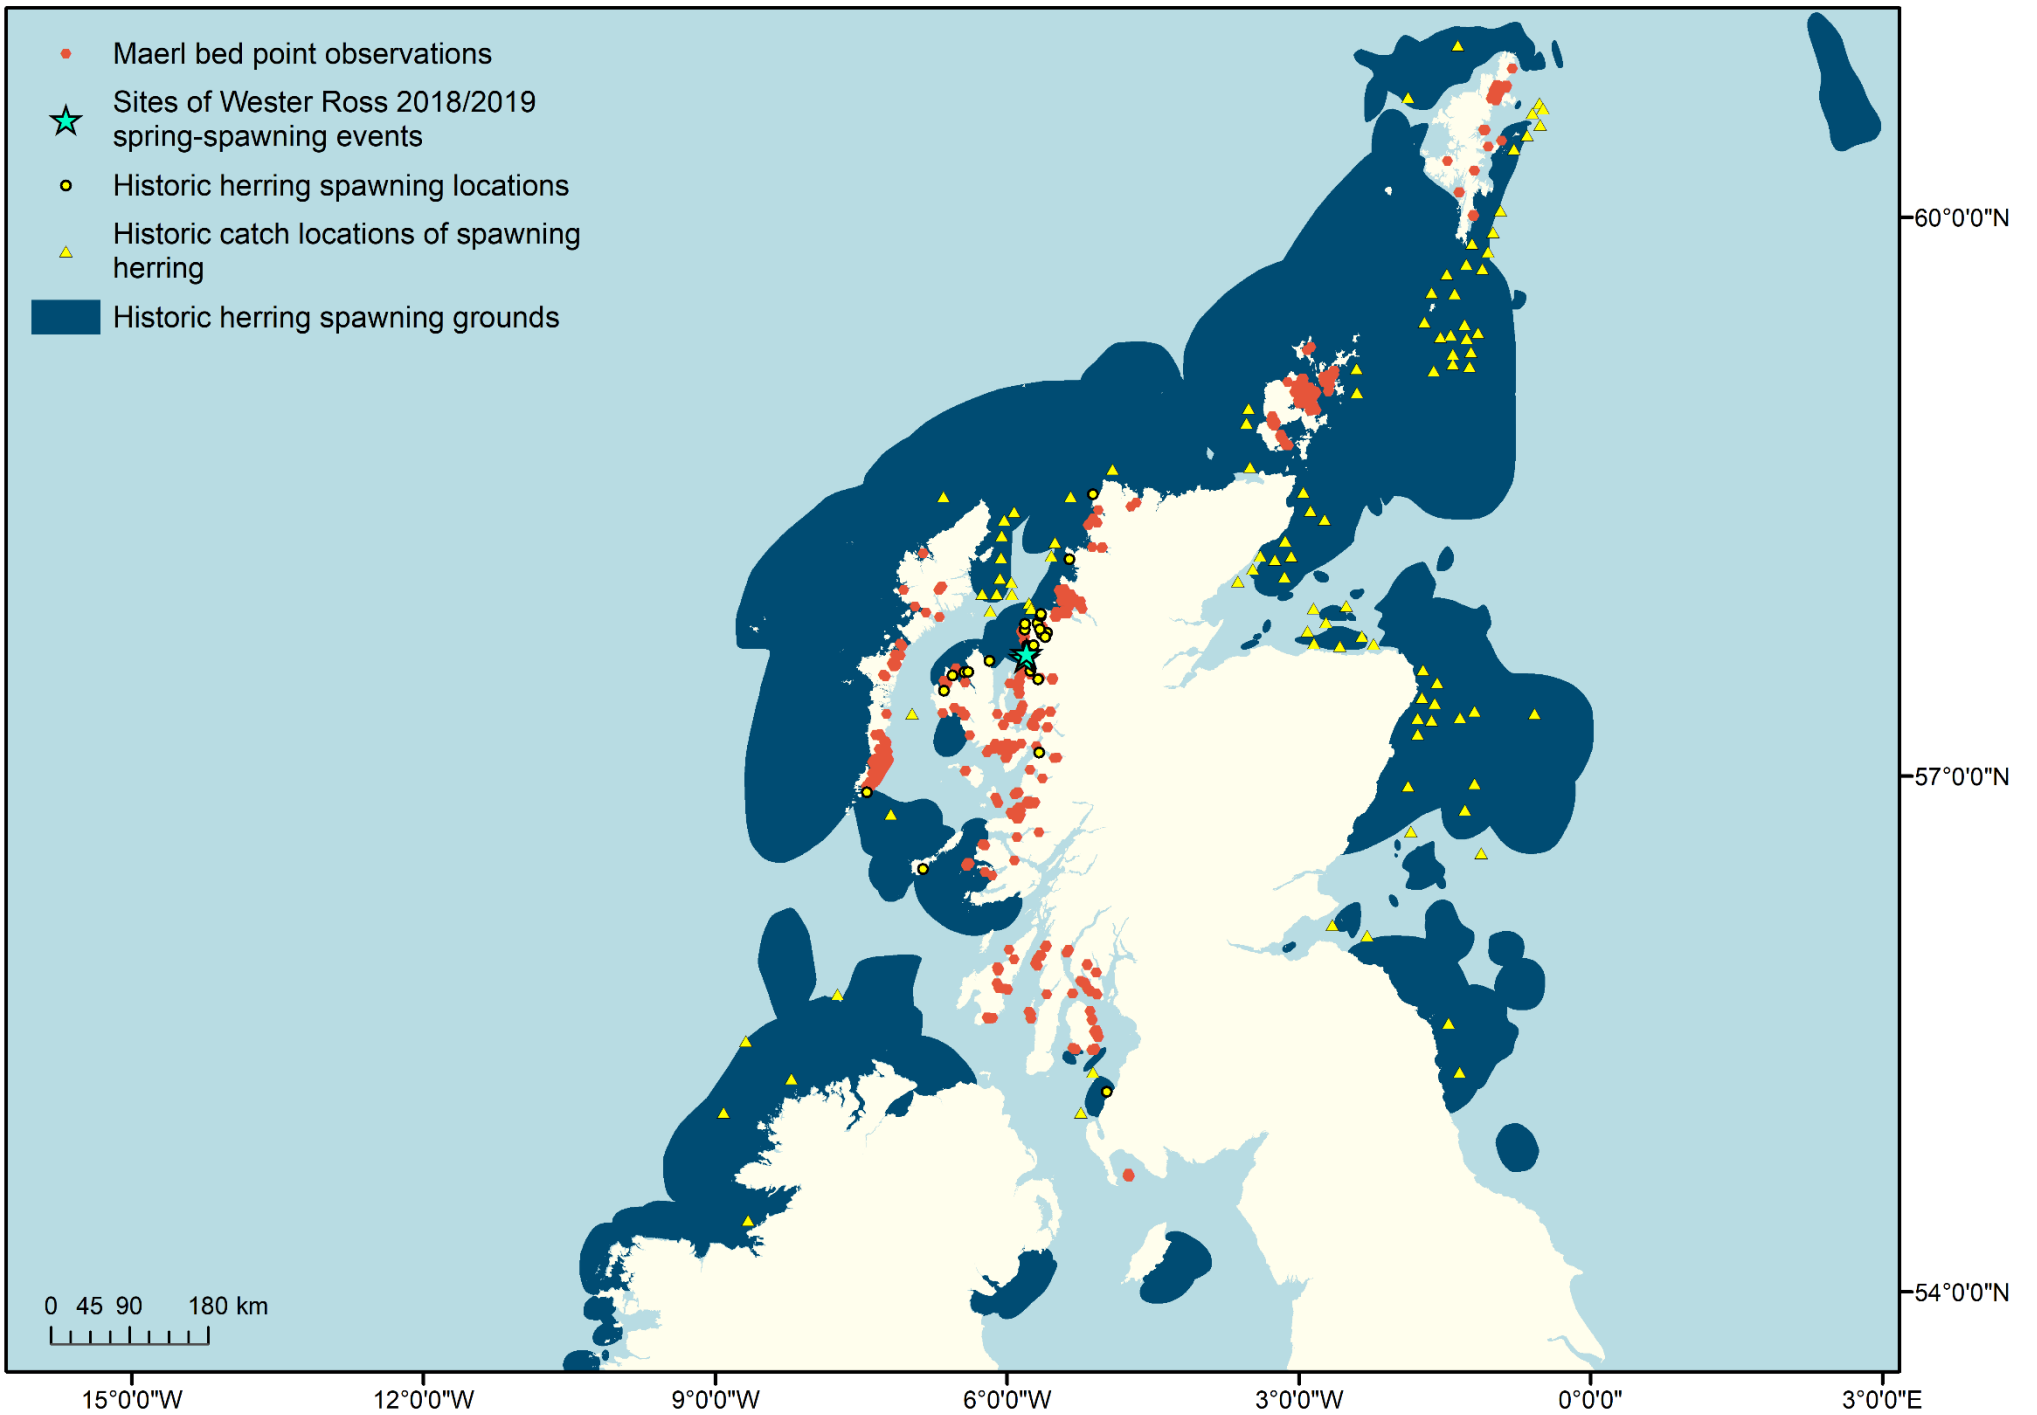 Maerl bed point observations
Sites of Wester Ross 2018/2019
spring-spawning events
Historic herring spawning locations
Historic catch locations of spawning
herring
Historic herring spawning grounds
60°0'0"N
57°0'0"N
54°0'0"N
0 45 90 180 km
15°0'0"W 12°0'0"W 9°0'0"W 6°0'0"W 3°0'0"W 0°0'0" 3°0'0"E